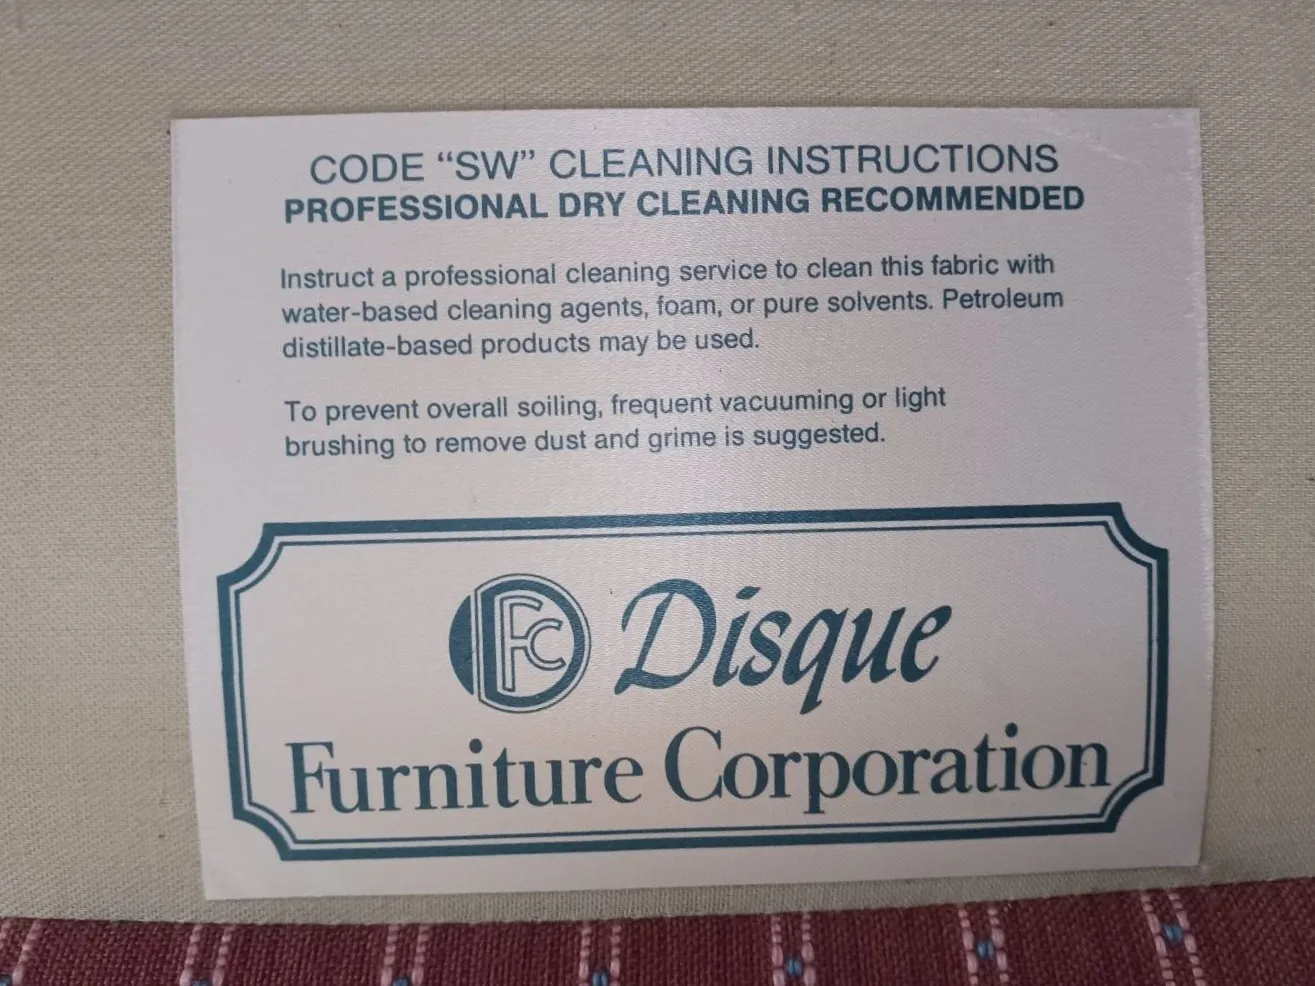 CODE “SW” CLEANING INSTRUCTIONS
PROFESSIONAL DRY CLEANING RECOMMENDED
Instruct a professional cleaning service to clean this fabric with
water-based cleaning agents, foam, or pure solvents. Petroleum
distillate-based products may be used.
To prevent overall soiling, frequent vacuuming or light
brushing to remove dust and grime is suggested.
DFC Disque
Furniture Corporation